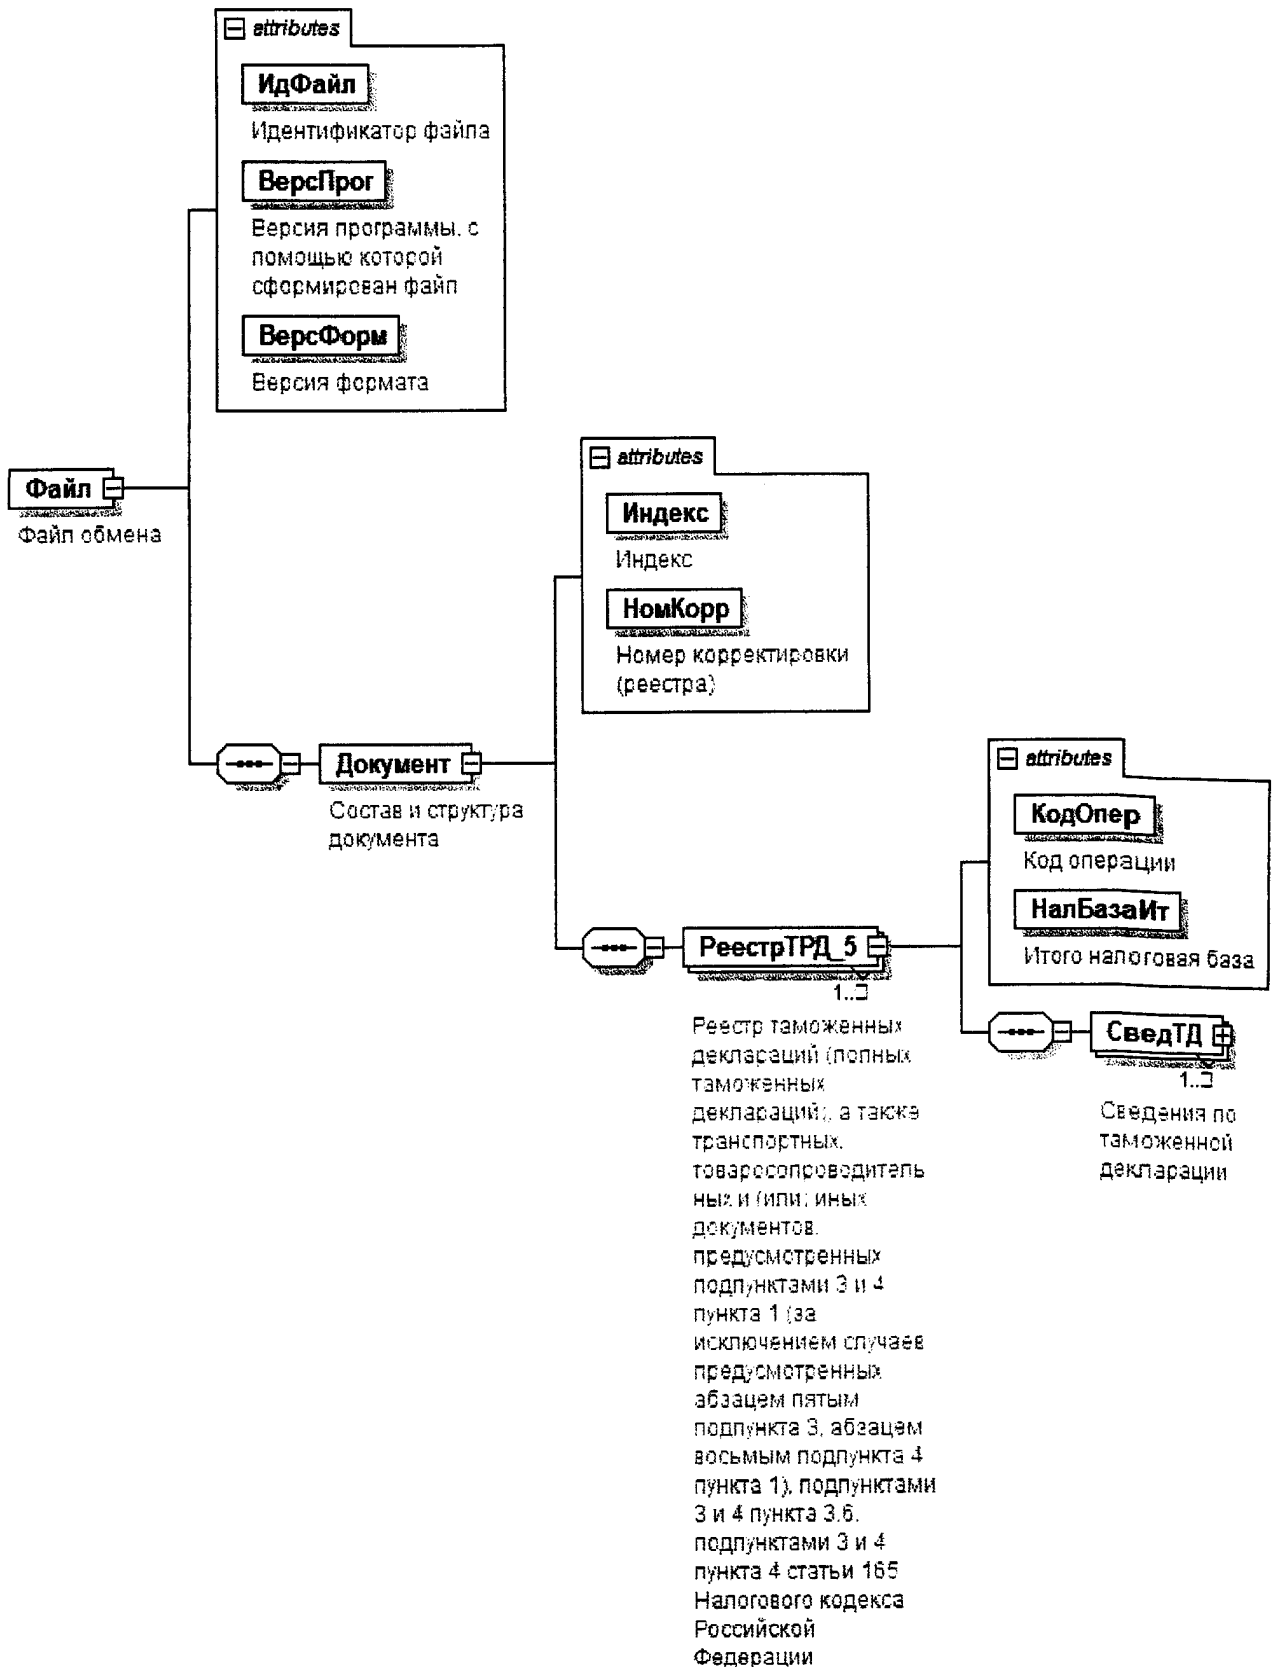 attributes
ИдФайл
Идентификатор файла
ВерсПрог
Версия программы, с
помощью которой
сформирован файл
ВерсФорм
Версия формата
Файл
Файл обмена
attributes
Индекс
Индекс
НомКорр
Номер корректировки
(реестра)
Документ
Состав и структура
документа
attributes
КодОпер
Код операции
НалБазаИт
Итого налоговая база
РеестрТРД_5
1..
Реестр таможенных
деклараций (полных
таможенных
деклараций), а также
транспортных,
товаросопроводитель
ных и (или) иных
документов,
предусмотренных
подпунктами 3 и 4
пункта 1 (за
исключением случаев
предусмотренных
абзацем пятым
подпункта 3, абзацем
восьмым подпункта 4
пункта 1), подпунктами
3 и 4 пункта 3.6,
подпунктами 3 и 4
пункта 4 статьи 165
Налогового кодекса
Российской
Федерации
СведТД
1..
Сведения по
таможенной
декларации